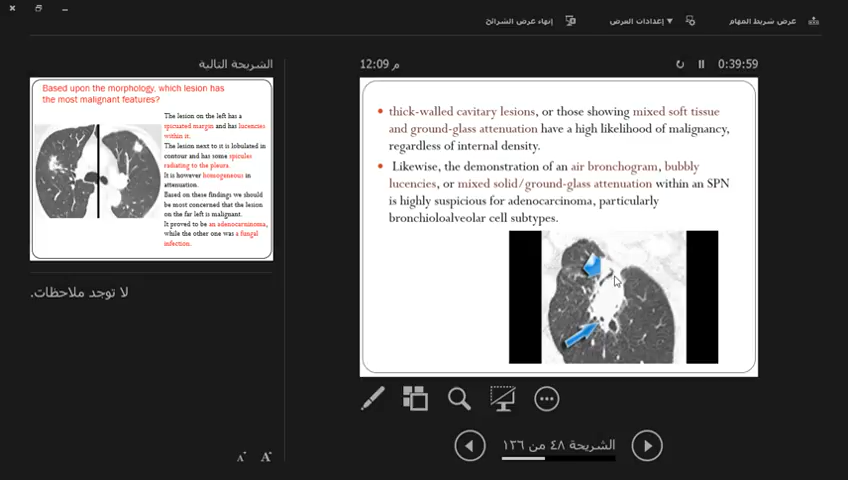 عرض شريط المهام
إعدادات العرض
إنهاء عرض الشرائح
الشريحة التالية
Based upon the morphology, which lesion has
the most malignant features?
The lesion on the left has a
spicuated margin and has lucencies
within it.
The lesion next to it is lobulated in
contour and has some spicules
radiating to the pleura.
It is however homogeneous in
attenuation.
Based on these findings we should
be most concerned that the lesion
on the far left is malignant.
It proved to be an adenocarcinoma,
while the other one was a fungal
infection.
لا توجد ملاحظات.
12:09 م
0:39:59
• thick-walled cavitary lesions, or those showing mixed soft tissue
and ground-glass attenuation have a high likelihood of malignancy,
regardless of internal density.
• Likewise, the demonstration of an air bronchogram, bubbly
lucencies, or mixed solid/ground-glass attenuation within an SPN
is highly suspicious for adenocarcinoma, particularly
bronchioloalveolar cell subtypes.
الشريحة ٤٨ من ١٣٦
A A